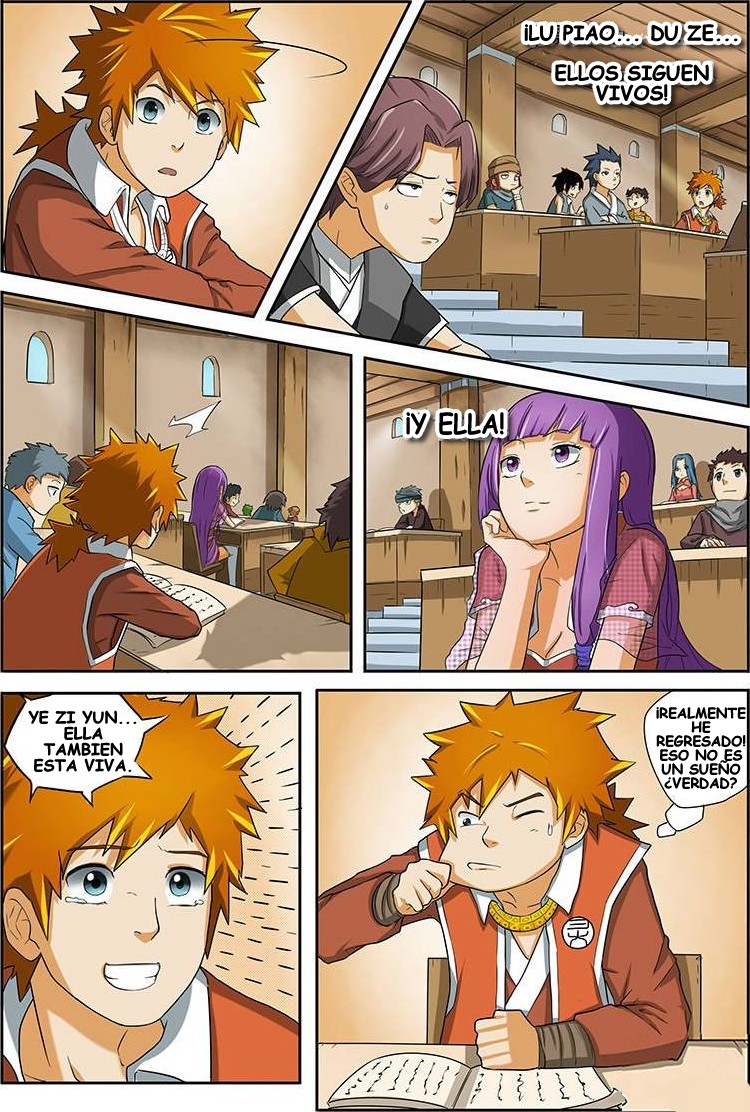 ¡LU PIAO... DU ZE...
ELLOS SIGUEN
VIVOS!
¡Y ELLA!
YE ZI YUN...
ELLA
TAMBIEN
ESTA VIVA.
¡REALMENTE
HE
REGRESADO!
ESO NO ES
UN SUEÑO
¿VERDAD?